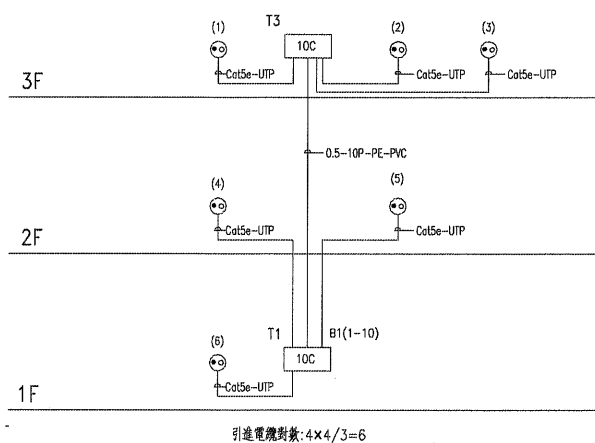 T3
(1)
10C
(2)
(3)
Cat5e-UTP
Cat5e-UTP
Cat5e-UTP
3F
0.5-10P-PE-PVC
(4)
(5)
Cat5e-UTP
Cat5e-UTP
2F
T1
B1(1-10)
(6)
10C
Cat5e-UTP
1F
引進電纜對數:4×4/3=6